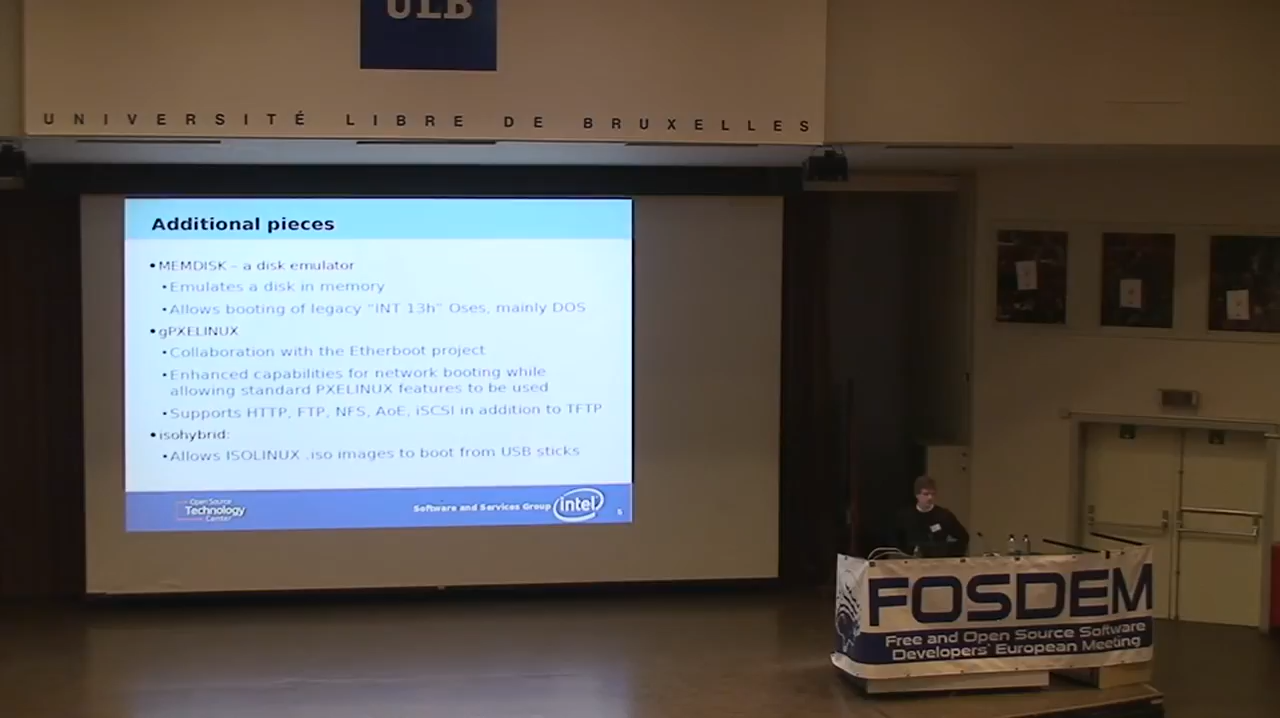 ULB
UNIVERSITÉ LIBRE DE BRUXELLES
Additional pieces
•MEMDISK – a disk emulator
•Emulates a disk in memory
•Allows booting of legacy “INT 13h” Oses, mainly DOS
•gPXELINUX
•Collaboration with the Etherboot project
•Enhanced capabilities for network booting while
allowing standard PXELINUX features to be used
•Supports HTTP, FTP, NFS, AoE, iSCSI in addition to TFTP
•isohybrid:
•Allows ISOLINUX .iso images to boot from USB sticks
Open Source
Technology
Center
Software and Services Group
intel
5
FOSDEM
Free and Open Source Software
Developers' European Meeting